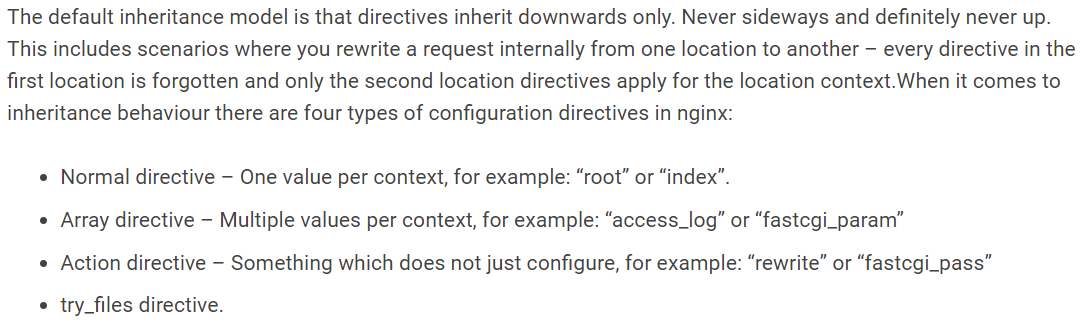 The default inheritance model is that directives inherit downwards only. Never sideways and definitely never up.
This includes scenarios where you rewrite a request internally from one location to another – every directive in the
first location is forgotten and only the second location directives apply for the location context.When it comes to
inheritance behaviour there are four types of configuration directives in nginx:
• Normal directive – One value per context, for example: “root” or “index”.
• Array directive – Multiple values per context, for example: “access_log” or “fastcgi_param”
• Action directive – Something which does not just configure, for example: “rewrite” or “fastcgi_pass”
• try_files directive.